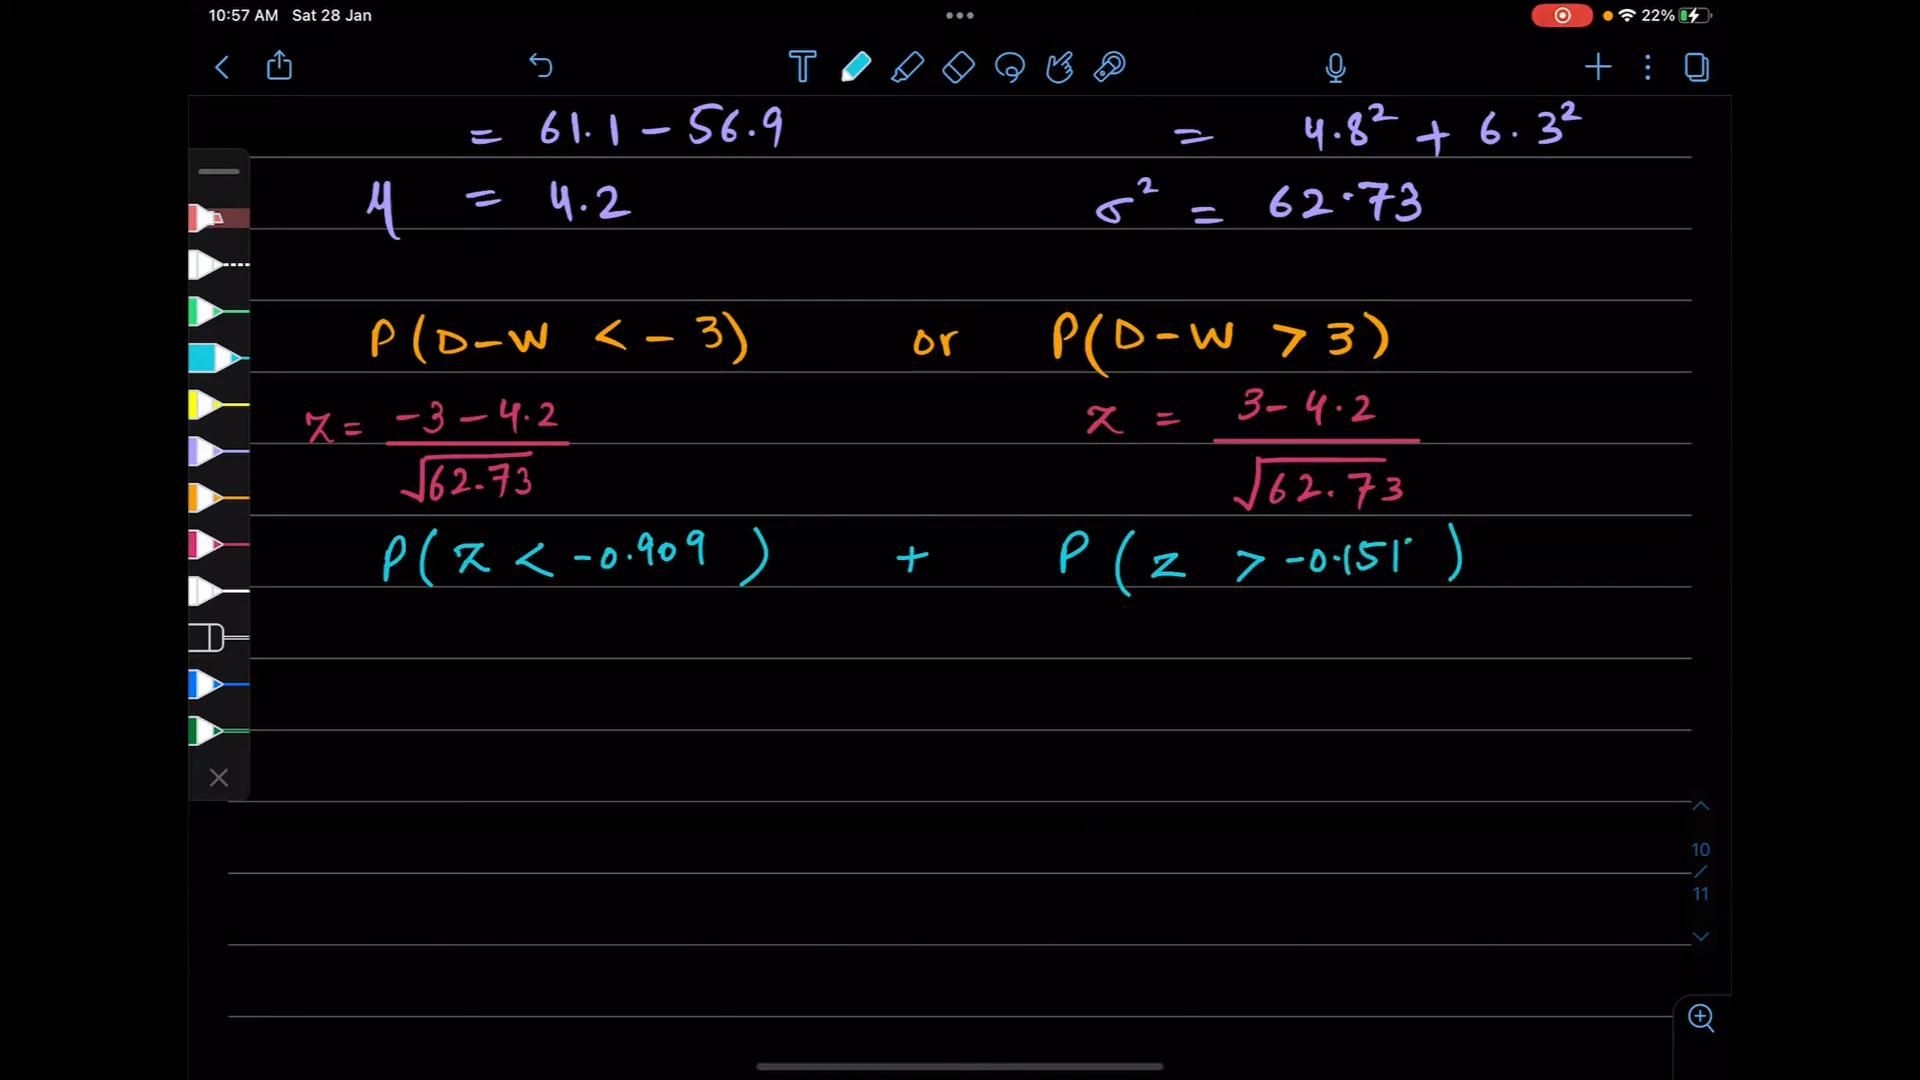 10:57 AM Sat 28 Jan
22%
= 61.1 - 56.9 = 4.8² + 6.3²
μ = 4.2 σ² = 62.73
P(D-W < -3) or P(D-W > 3)
z = (-3 - 4.2)/√62.73 z = (3 - 4.2)/√62.73
P(z < -0.909) + P(z > -0.151)
10
/
11